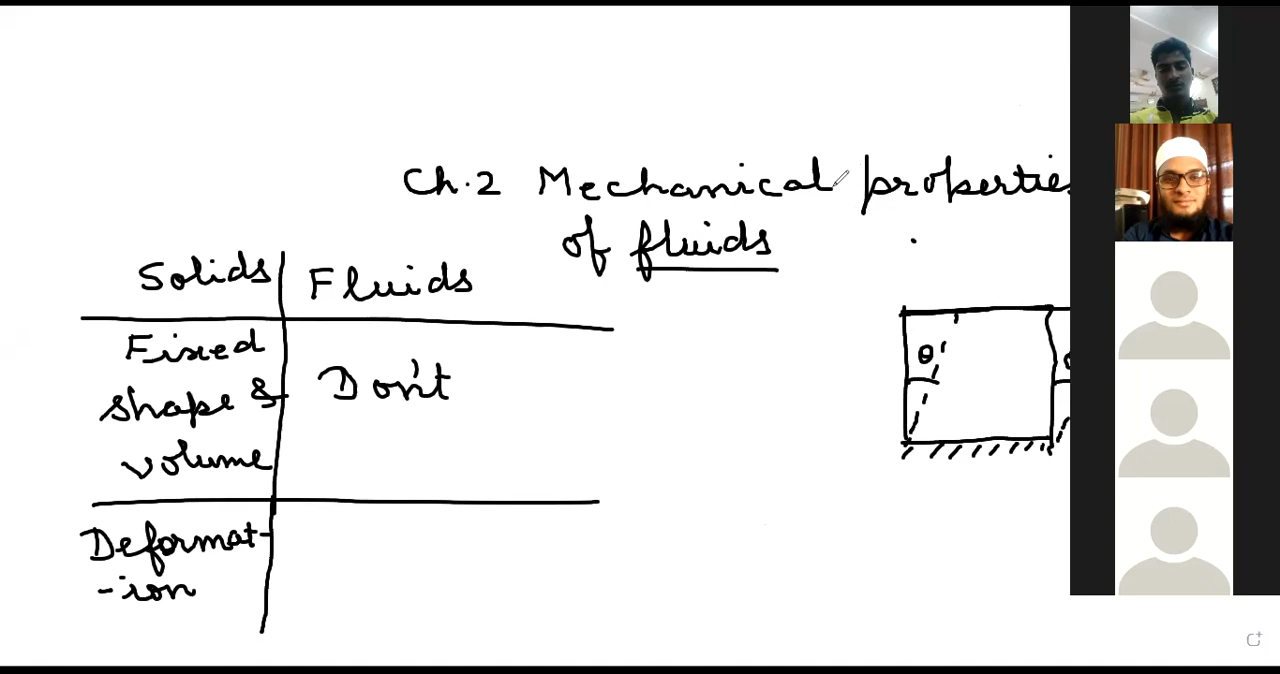 Ch.2 Mechanical properties
of fluids
Solids Fluids
Fixed
shape &
volume
Don't
Deformat-
-ion
θ